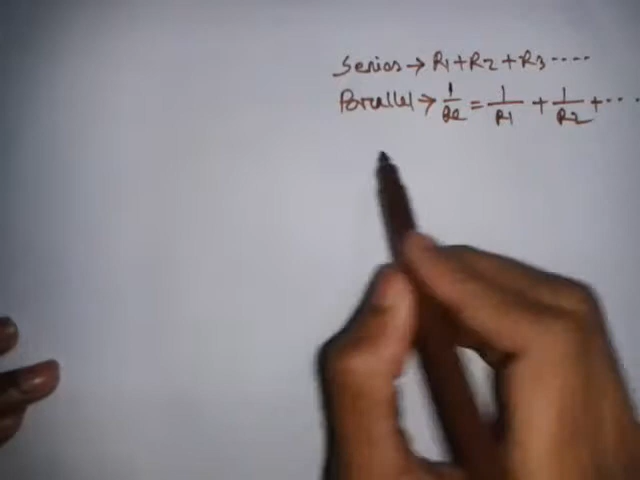 Series → R1+R2+R3....
Parallel → 1/Re = 1/R1 + 1/R2 +...